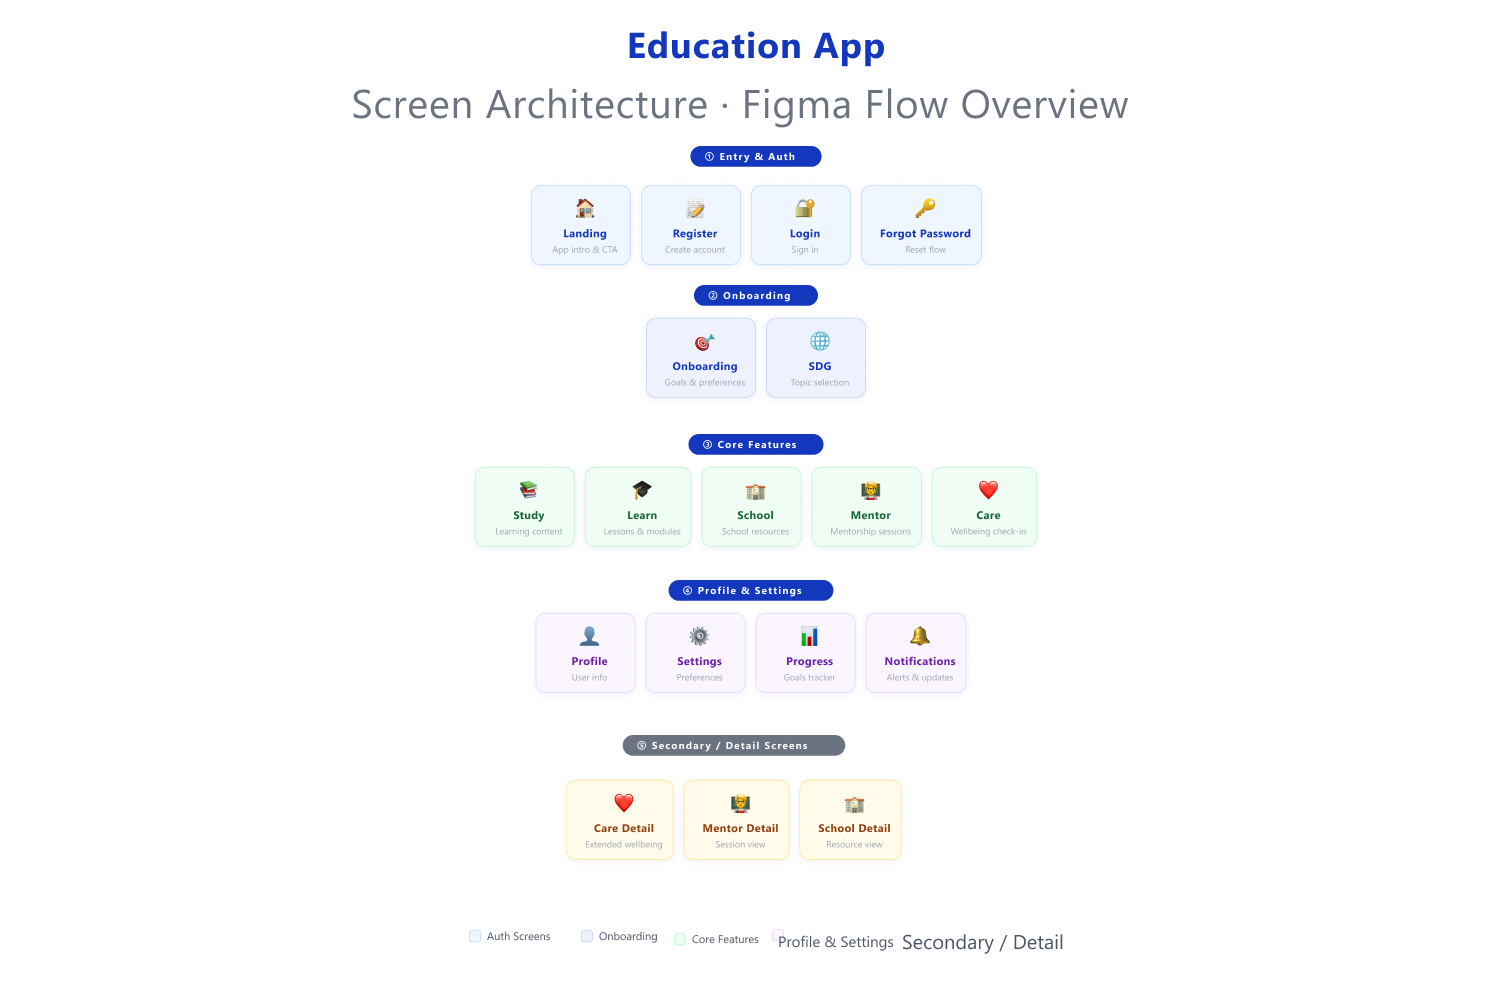 Education App
Screen Architecture · Figma Flow Overview
① Entry & Auth
Landing
App intro & CTA
Register
Create account
Login
Sign in
Forgot Password
Reset flow
② Onboarding
Onboarding
Goals & preferences
SDG
Topic selection
③ Core Features
Study
Learning content
Learn
Lessons & modules
School
School resources
Mentor
Mentorship sessions
Care
Wellbeing check-in
④ Profile & Settings
Profile
User info
Settings
Preferences
Progress
Goals tracker
Notifications
Alerts & updates
⑤ Secondary / Detail Screens
Care Detail
Extended wellbeing
Mentor Detail
Session view
School Detail
Resource view
Auth Screens
Onboarding
Core Features
Profile & Settings
Secondary / Detail